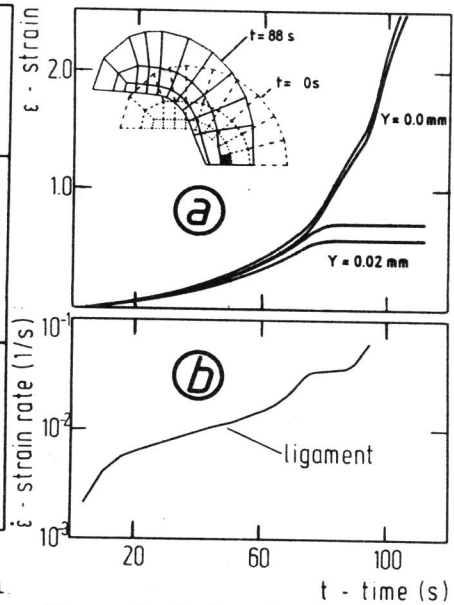 ε - strain
2.0
1.0
t = 88 s
t = 0s
Y = 0.0 mm
Y = 0.02 mm
a
ε̇ - strain rate (1/s)
10⁻¹
10⁻²
10⁻³
b
ligament
20
60
100
t - time (s)